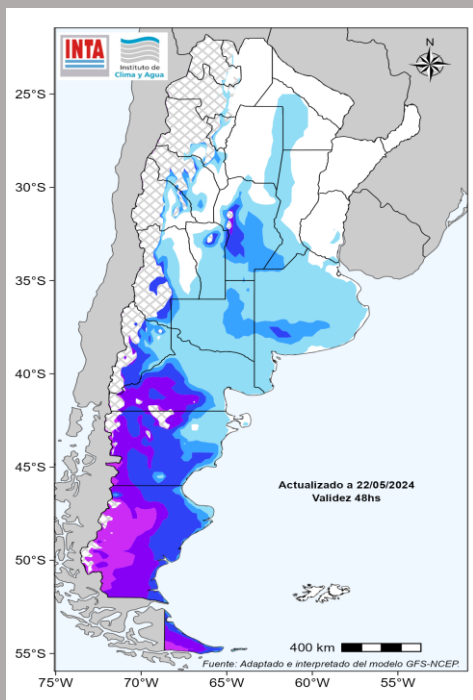 INTA
Instituto de
Clima y Agua
N
25°S
30°S
35°S
40°S
45°S
50°S
55°S
Actualizado a 22/05/2024
Validez 48hs
400 km
Fuente: Adaptado e interpretado del modelo GFS-NCEP.
75°W
70°W
65°W
60°W
55°W